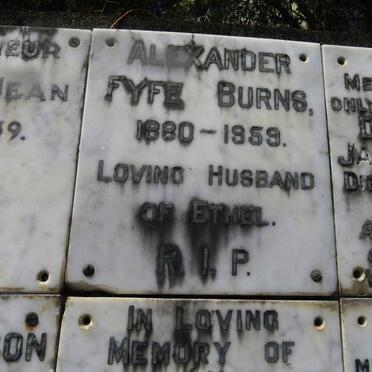 ALEXANDER
FYFE BURNS,
1880 – 1959.
LOVING HUSBAND
OF ETHEL.
R. I. P.
IN LOVING
MEMORY OF